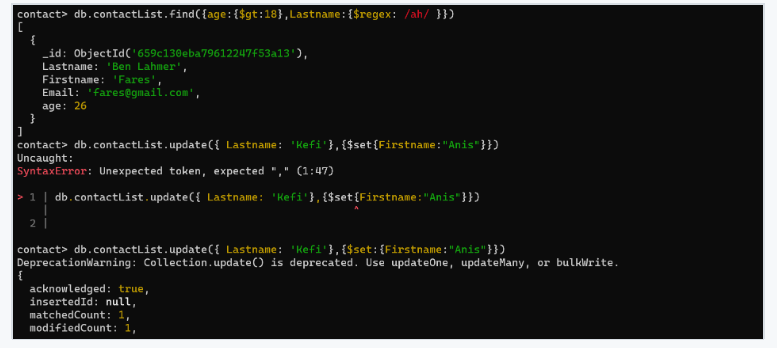 contact> db.contactList.find({age:{$gt:18},Lastname:{$regex: /ah/ }})
[
  {
    _id: ObjectId('659c130eba79612247f53a13'),
    Lastname: 'Ben Lahmer',
    Firstname: 'Fares',
    Email: 'fares@gmail.com',
    age: 26
  }
]
contact> db.contactList.update({ Lastname: 'Kefi'},{$set{Firstname:"Anis"}})
Uncaught:
SyntaxError: Unexpected token, expected "," (1:47)
> 1 | db.contactList.update({ Lastname: 'Kefi'},{$set{Firstname:"Anis"}})
    |                                                ^
  2 |
contact> db.contactList.update({ Lastname: 'Kefi'},{$set:{Firstname:"Anis"}})
DeprecationWarning: Collection.update() is deprecated. Use updateOne, updateMany, or bulkWrite.
{
  acknowledged: true,
  insertedId: null,
  matchedCount: 1,
  modifiedCount: 1,